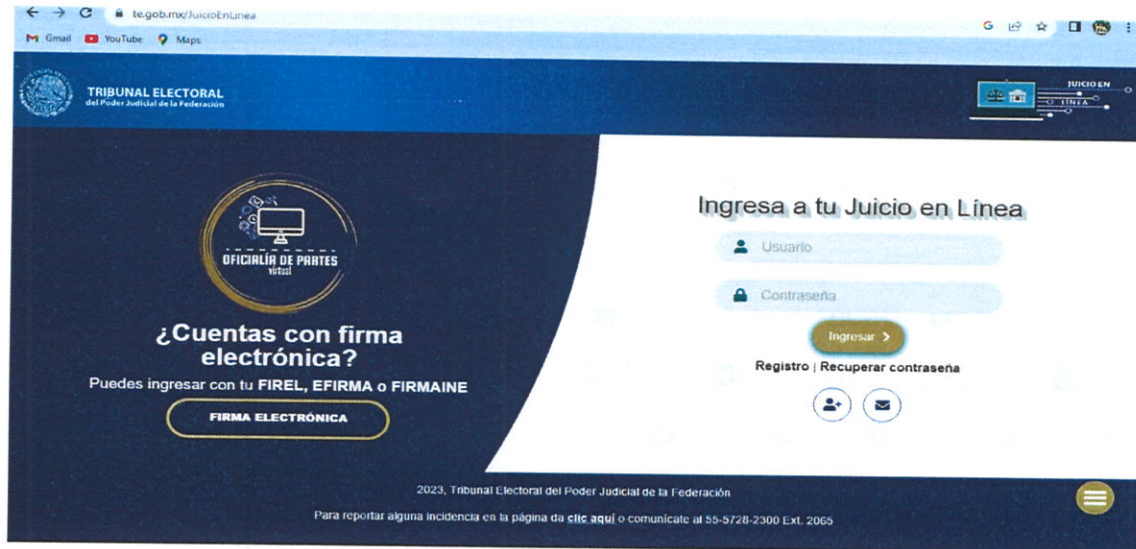 te.gob.mx/JuicioEnLinea
Gmail YouTube Maps
TRIBUNAL ELECTORAL
del Poder Judicial de la Federación
JUICIO EN
LÍNEA
OFICIALÍA DE PARTES
virtual
¿Cuentas con firma
electrónica?
Puedes ingresar con tu FIREL, EFIRMA o FIRMAINE
FIRMA ELECTRÓNICA
Ingresa a tu Juicio en Línea
Usuario
Contraseña
Ingresar >
Registro | Recuperar contraseña
2023, Tribunal Electoral del Poder Judicial de la Federación
Para reportar alguna incidencia en la página da clic aquí o comunícate al 55-5728-2300 Ext. 2065